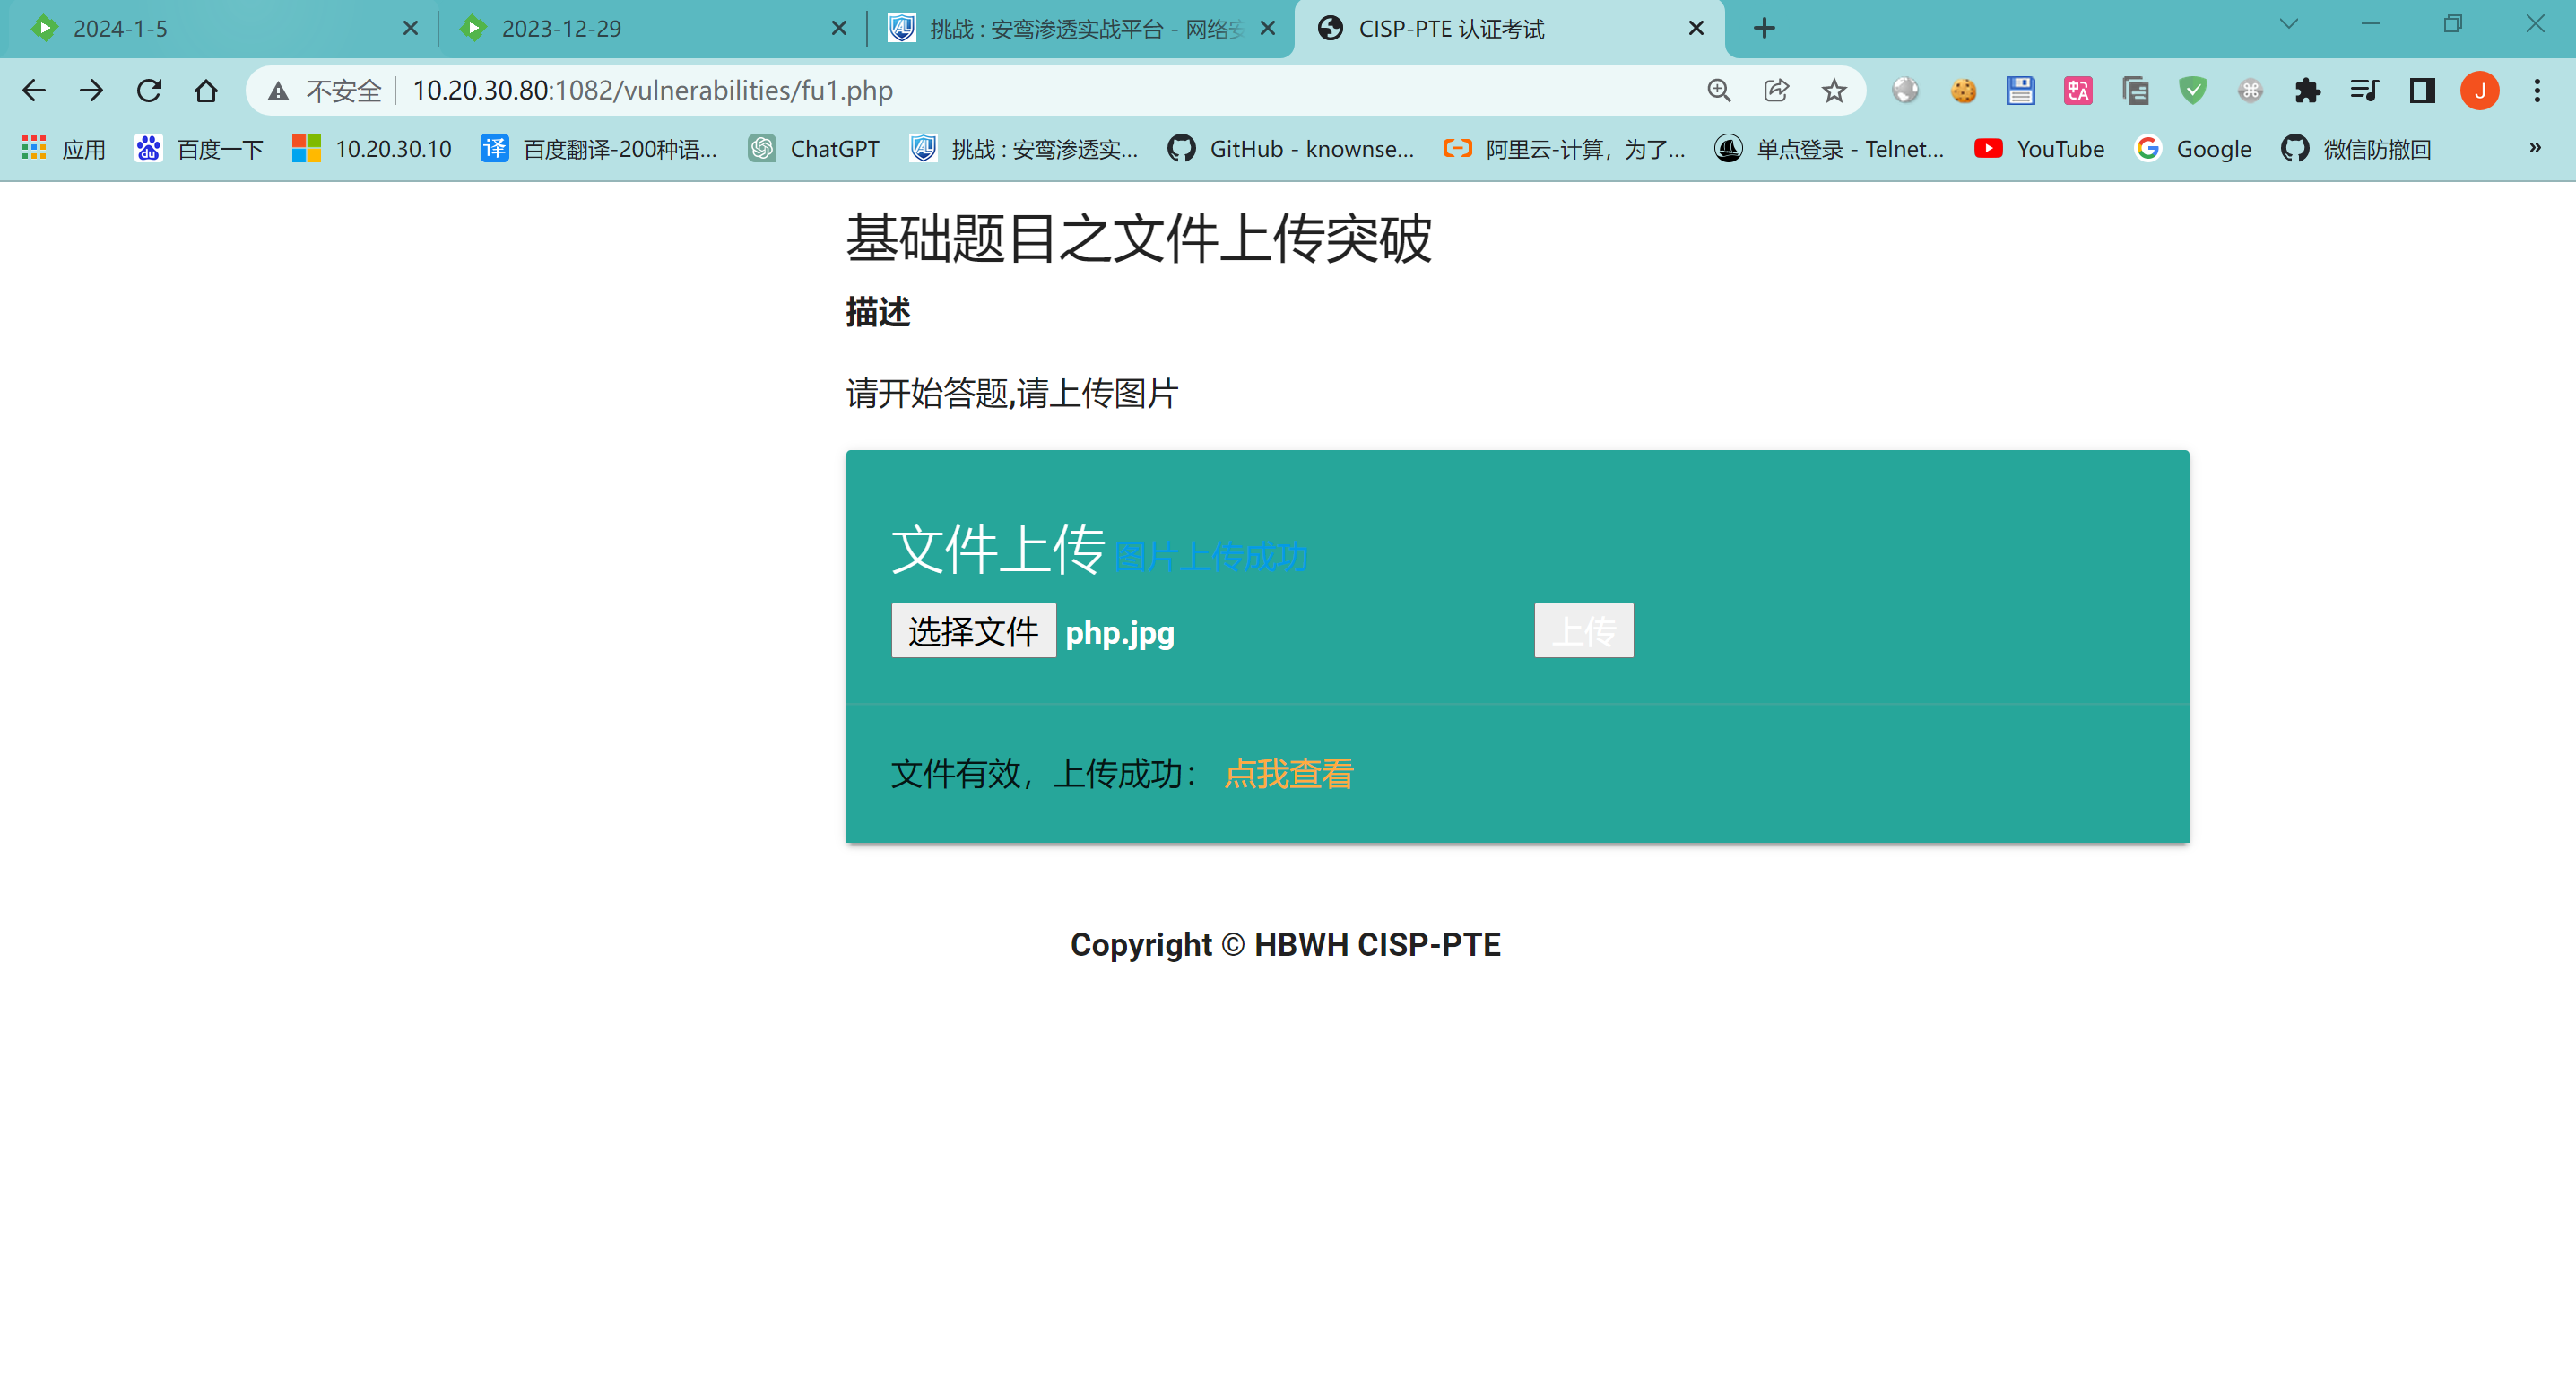 2024-1-5
2023-12-29
挑战 : 安鸾渗透实战平台 - 网络安
CISP-PTE 认证考试
不安全
10.20.30.80:1082/vulnerabilities/fu1.php
J
应用
百度一下
10.20.30.10
译 百度翻译-200种语...
ChatGPT
挑战 : 安鸾渗透实...
GitHub - knownse...
阿里云-计算，为了...
单点登录 - Telnet...
YouTube
Google
微信防撤回
»
基础题目之文件上传突破
描述
请开始答题,请上传图片
文件上传 图片上传成功
选择文件 php.jpg
上传
文件有效，上传成功： 点我查看
Copyright © HBWH CISP-PTE